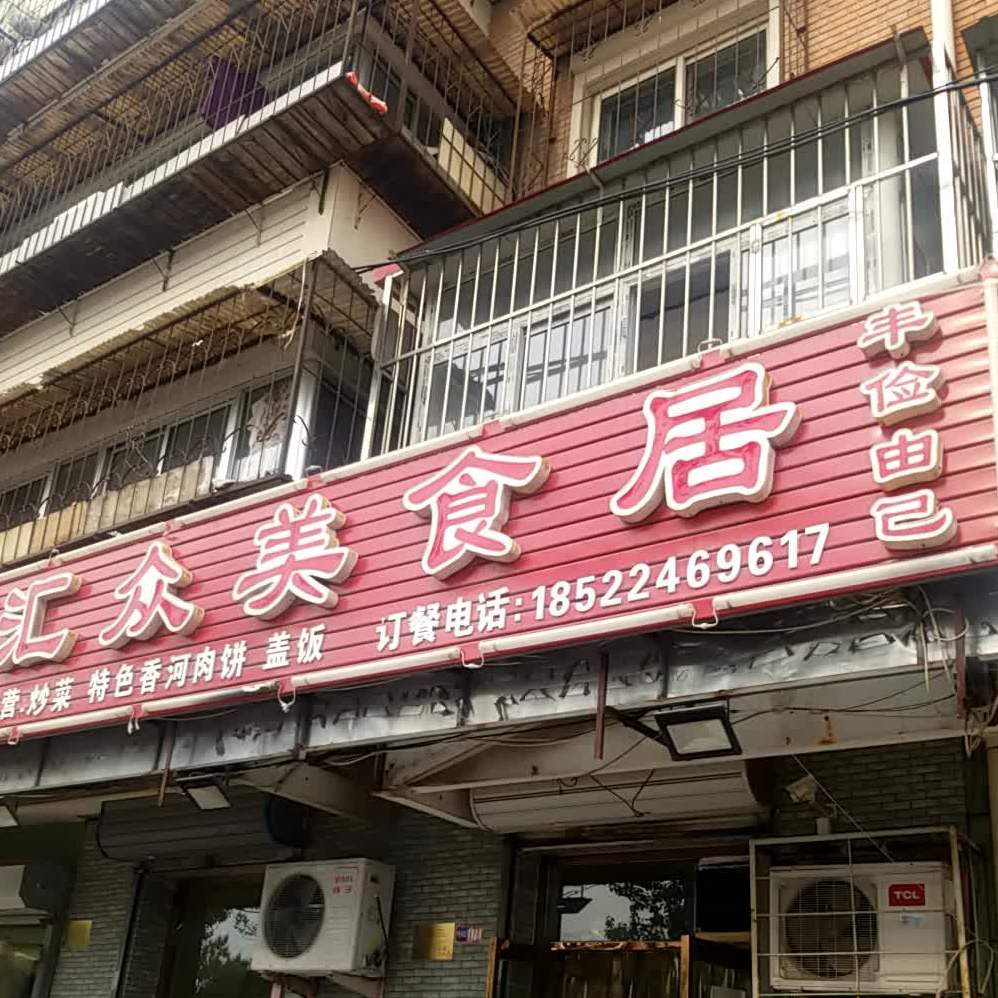 汇众美食居
丰俭由己
营.炒菜 特色香河肉饼 盖饭
订餐电话:18522469617
TCL